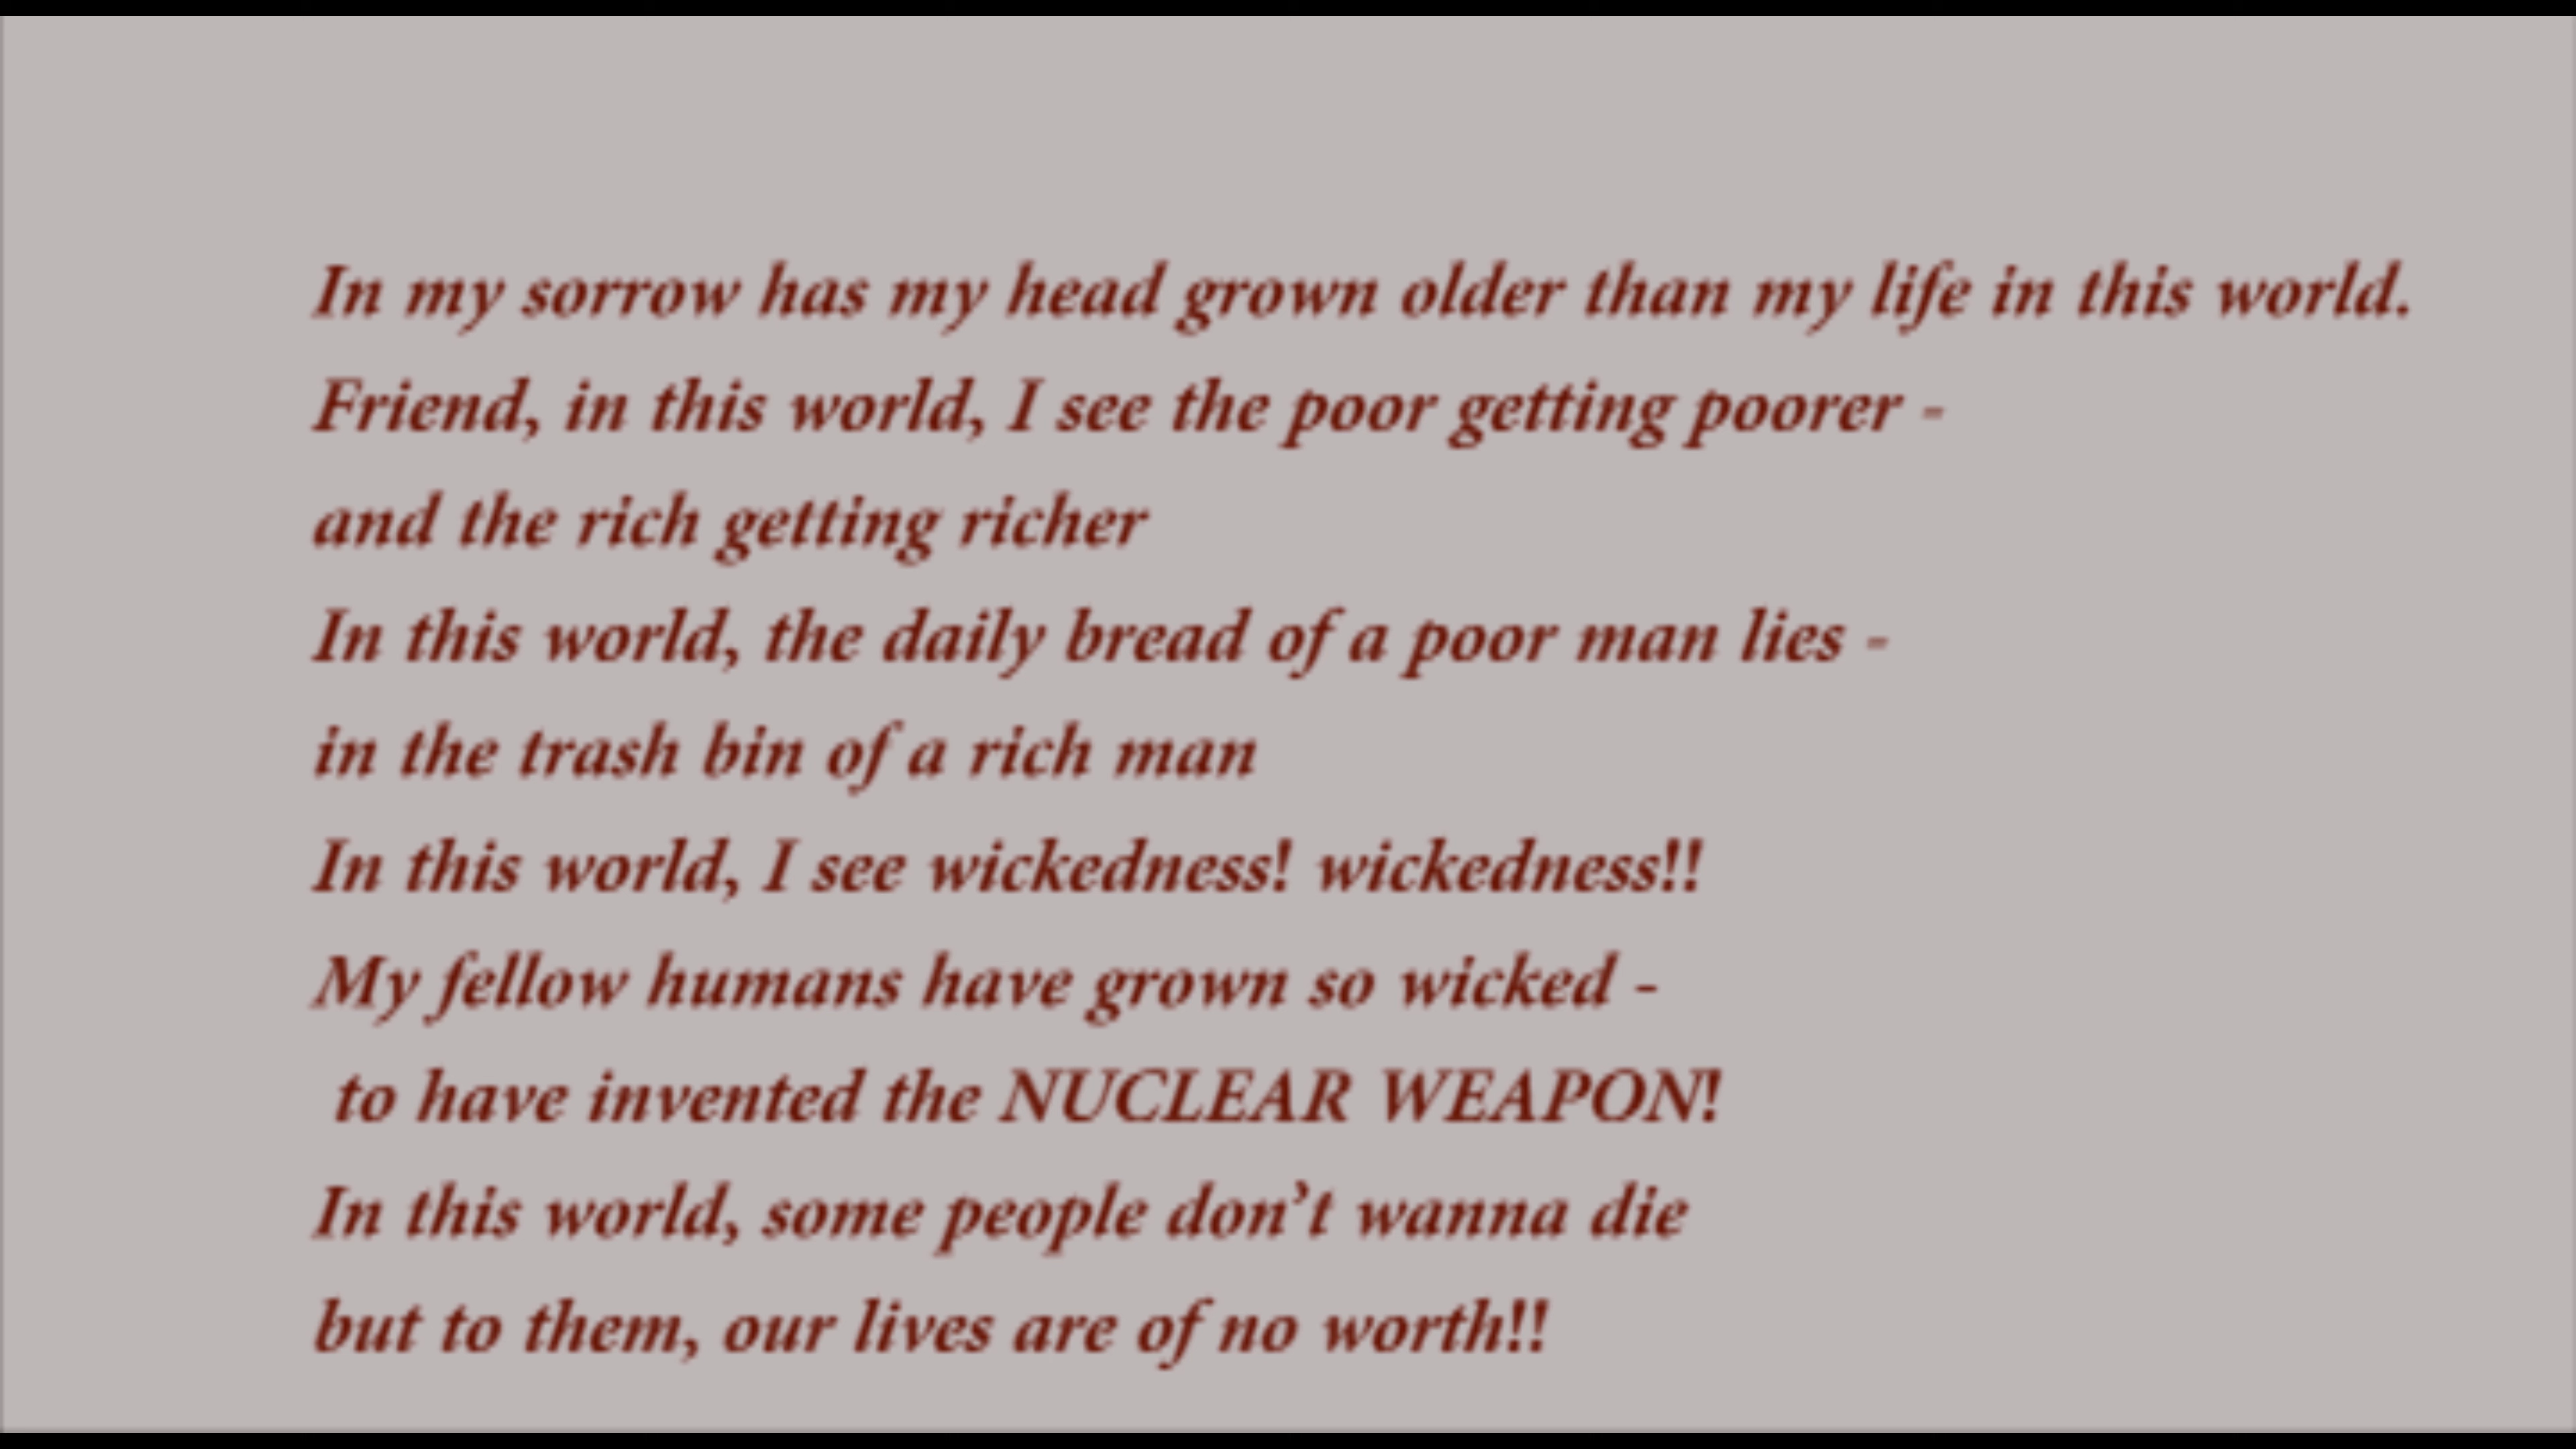 In my sorrow has my head grown older than my life in this world.
Friend, in this world, I see the poor getting poorer -
and the rich getting richer
In this world, the daily bread of a poor man lies -
in the trash bin of a rich man
In this world, I see wickedness! wickedness!!
My fellow humans have grown so wicked -
to have invented the NUCLEAR WEAPON!
In this world, some people don’t wanna die
but to them, our lives are of no worth!!